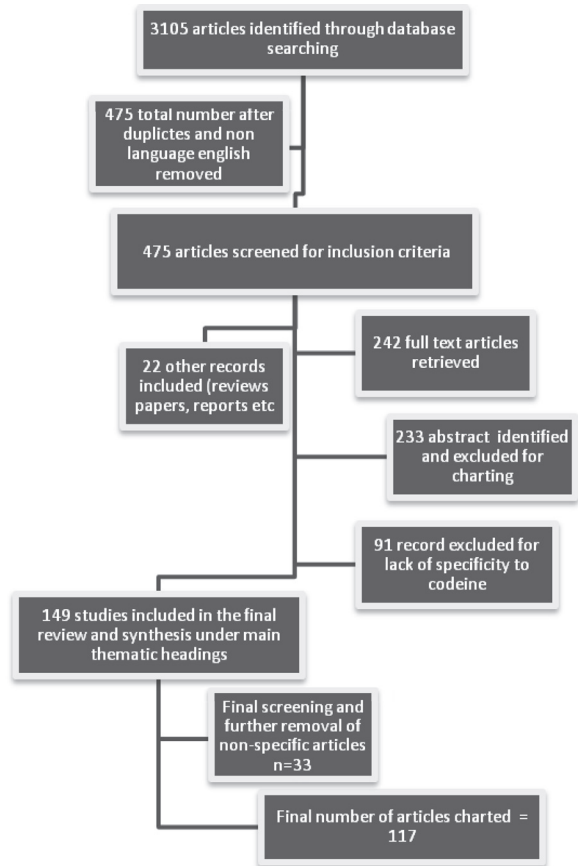 3105 articles identified through database
searching
475 total number after
duplictes and non
language english
removed
475 articles screened for inclusion criteria
242 full text articles
retrieved
22 other records
included (reviews
papers, reports etc
233 abstract identified
and excluded for
charting
91 record excluded for
lack of specificity to
codeine
149 studies included in the final
review and synthesis under main
thematic headings
Final screening and
further removal of
non-specific articles
n=33
Final number of articles charted =
117